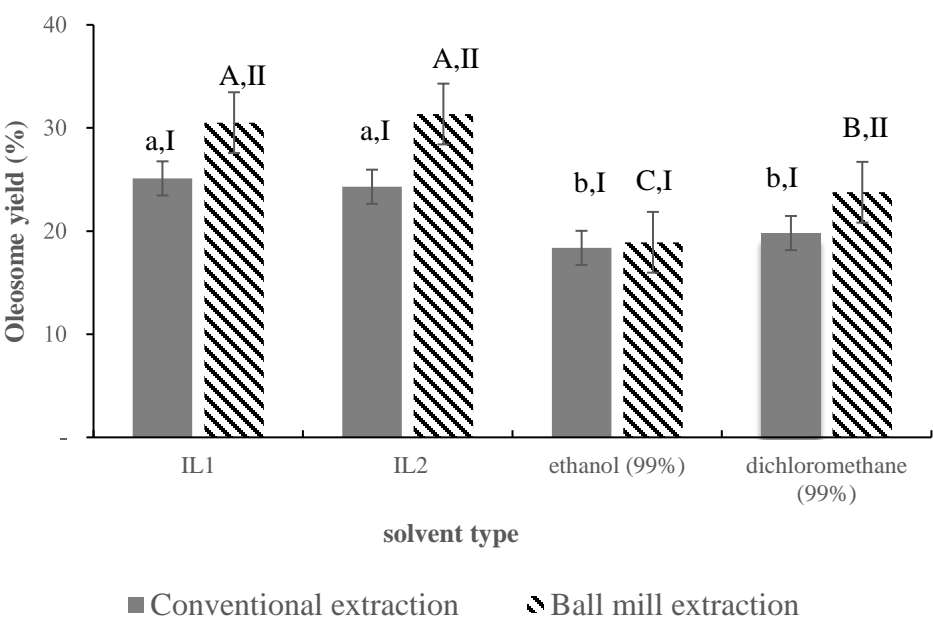 40
30
20
10
-
Oleosome yield (%)
a,I
A,II
a,I
A,II
b,I
C,I
b,I
B,II
IL1
IL2
ethanol (99%)
dichloromethane
(99%)
solvent type
Conventional extraction
Ball mill extraction